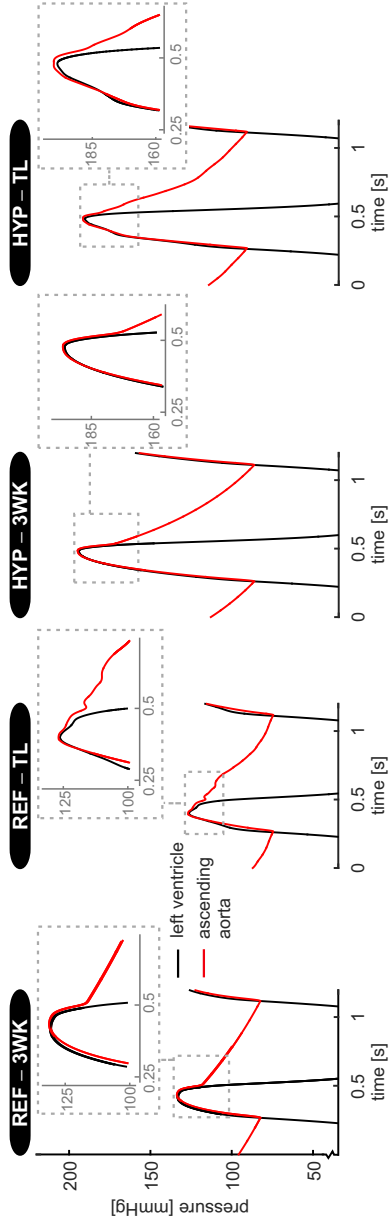 REF – 3WK
REF – TL
HYP – 3WK
HYP – TL
pressure [mmHg]
200
150
100
50
125
100
0.25
0.5
125
100
0.25
0.5
185
160
0.25
0.5
185
160
0.25
0.5
left ventricle
ascending
aorta
0.5
1
time [s]
0
0.5
1
time [s]
0
0.5
1
time [s]
0
0.5
1
time [s]